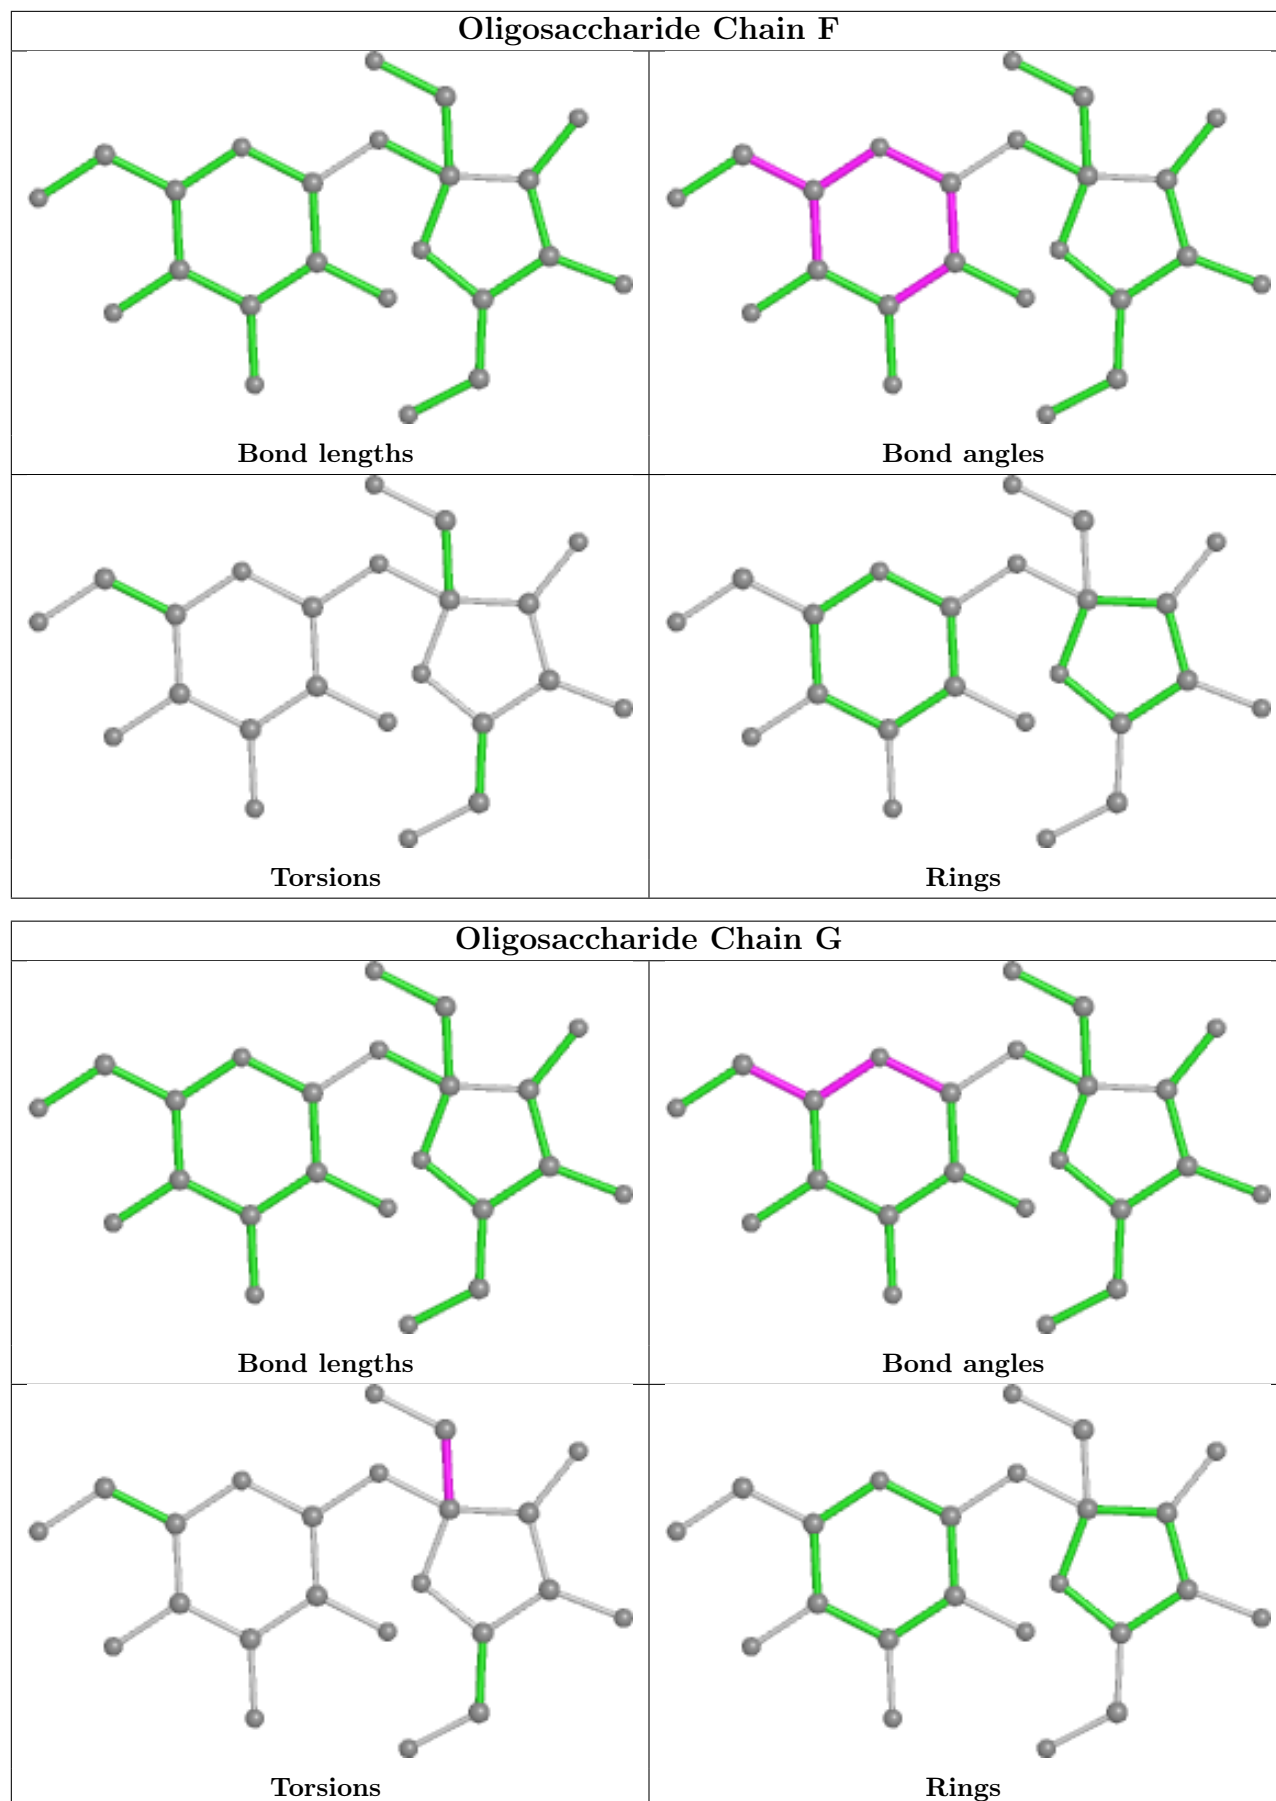 Oligosaccharide Chain F
Bond lengths
Bond angles
Torsions
Rings
Oligosaccharide Chain G
Bond lengths
Bond angles
Torsions
Rings